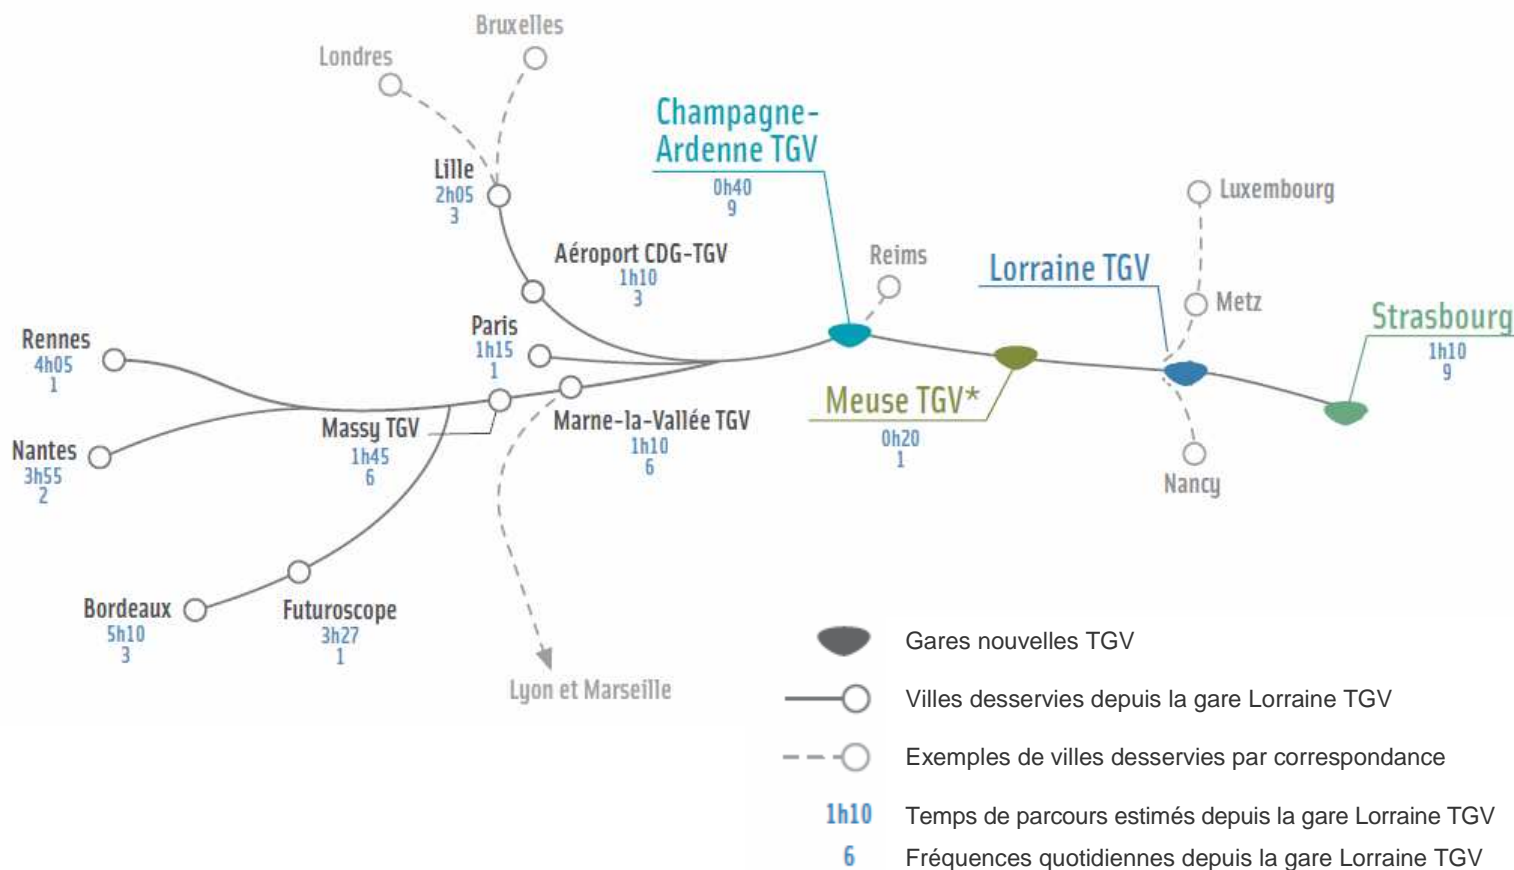 Bruxelles
Londres
Champagne-
Ardenne TGV
0h40
9
Lille
2h05
3
Luxembourg
Aéroport CDG-TGV
1h10
3
Reims
Lorraine TGV
Metz
Strasbourg
1h10
9
Rennes
4h05
1
Paris
1h15
1
Meuse TGV*
0h20
1
Massy TGV
1h45
6
Marne-la-Vallée TGV
1h10
6
Nantes
3h55
2
Nancy
Bordeaux
5h10
3
Futuroscope
3h27
1
Lyon et Marseille
Gares nouvelles TGV
Villes desservies depuis la gare Lorraine TGV
Exemples de villes desservies par correspondance
1h10 Temps de parcours estimés depuis la gare Lorraine TGV
6 Fréquences quotidiennes depuis la gare Lorraine TGV